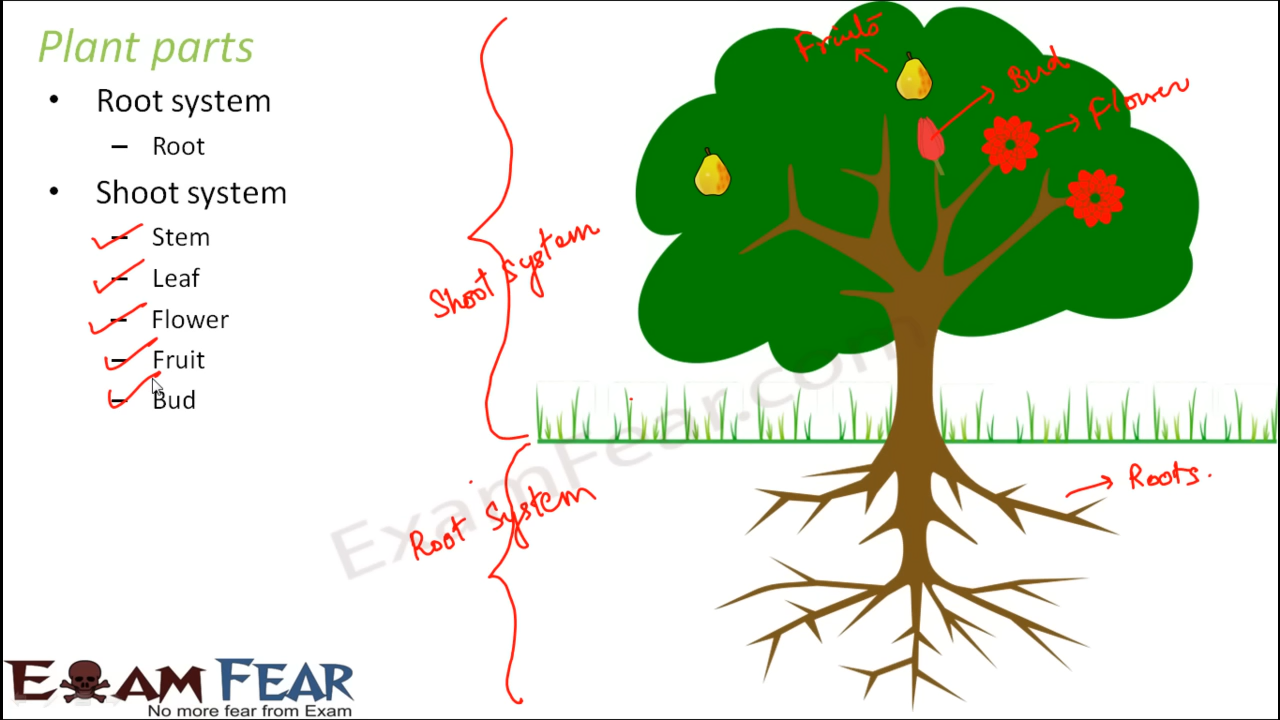 Plant parts
• Root system
– Root
• Shoot system
– Stem
– Leaf
– Flower
– Fruit
– Bud
Fruits
Bud
Flower
Shoot System
Root System
Roots.
ExamFear.com
EXAM FEAR
No more fear from Exam